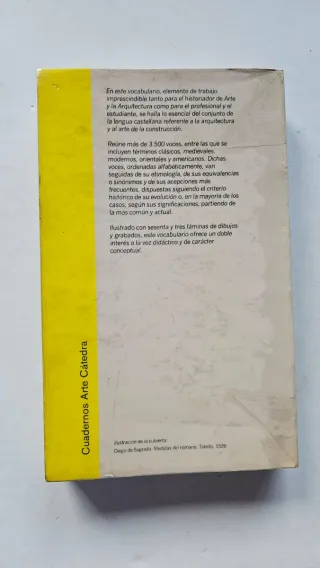 En este vocabulario, elemento de trabajo
imprescindible tanto para el historiador de Arte
y la Arquitectura como para el profesional y el
estudiante, se halla lo esencial del conjunto de
la lengua castellana referente a la arquitectura
y al arte de la construcción.
Reúne más de 3.500 voces, entre las que se
incluyen términos clásicos, medievales,
modernos, orientales y americanos. Dichas
voces, ordenadas alfabéticamente, van
seguidas de su etimología, de sus equivalencias
o sinónimos y de sus acepciones más
frecuentes, dispuestas siguiendo el criterio
histórico de su evolución o, en la mayoría de los
casos, según sus significaciones, partiendo de
la más común y actual.
Ilustrado con sesenta y tres láminas de dibujos
y grabados, este vocabulario ofrece un doble
interés a la vez didáctico y de carácter
conceptual.
Cuadernos Arte Cátedra
Ilustración de la cubierta:
Diego de Sagredo. Medidas del romano, Toledo, 1526